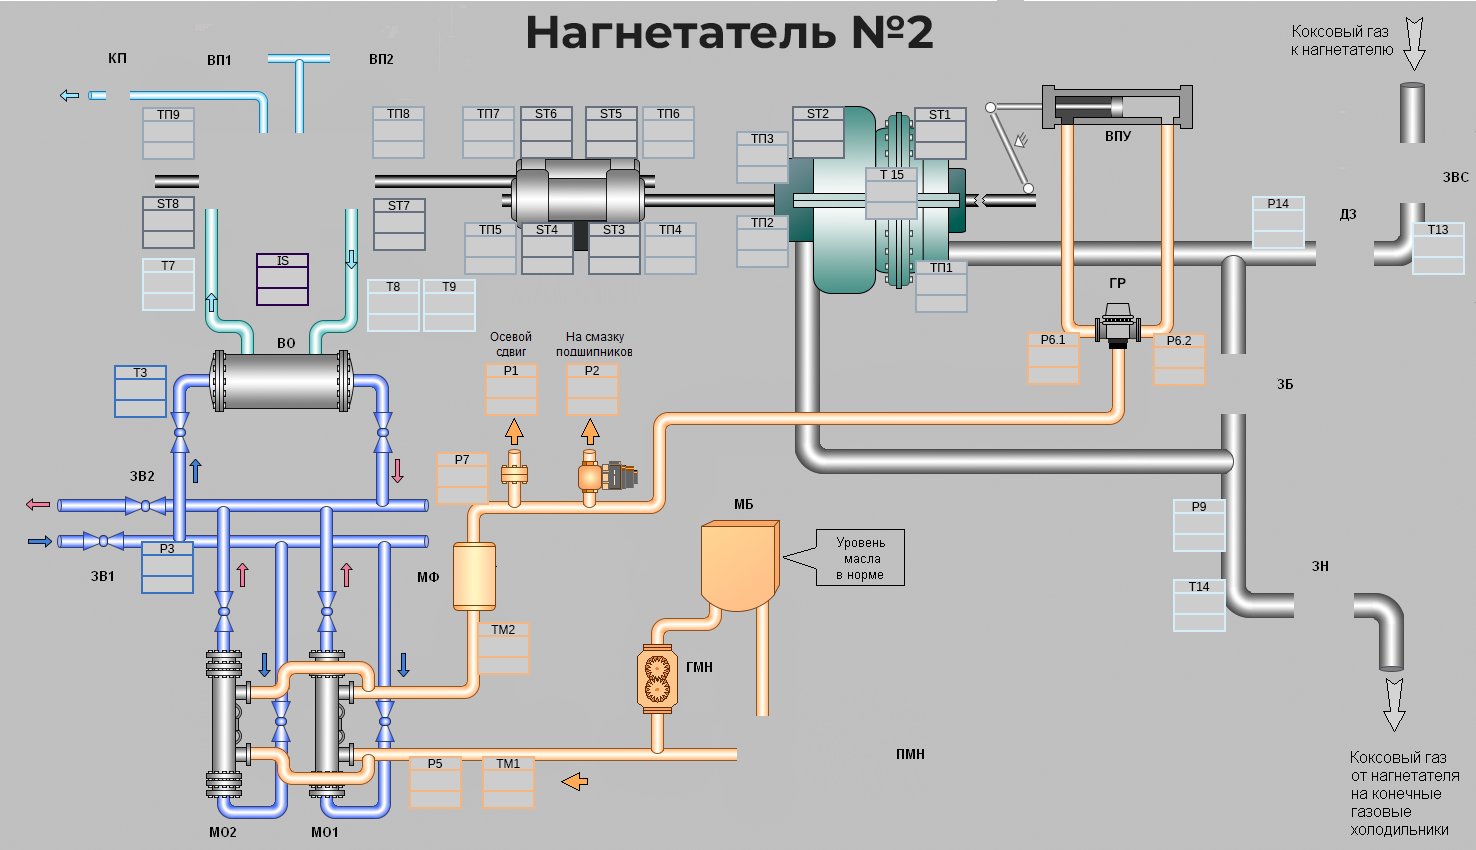 Нагнетатель №2
Коксовый газ
к нагнетателю
КП
ВП1
ВП2
ТП9
ТП8
ТП7
ST6
ST5
ТП6
ST2
ST1
ВПУ
ТП3
Т 15
ЗВС
ST8
ST7
P14
ДЗ
Т13
ТП5
ST4
ST3
ТП4
ТП2
Т7
IS
ТП1
Т8
Т9
ГР
ВО
Осевой
сдвиг
На смазку
подшипников
Р6.1
Р6.2
Т3
Р1
Р2
ЗБ
ЗВ2
Р7
МБ
Р9
Уровень
масла
в норме
Р3
ЗВ1
МФ
ЗН
Т14
ТМ2
ГМН
ПМН
Р5
ТМ1
Коксовый газ
от нагнетателя
на конечные
газовые
холодильники
МО2
МО1